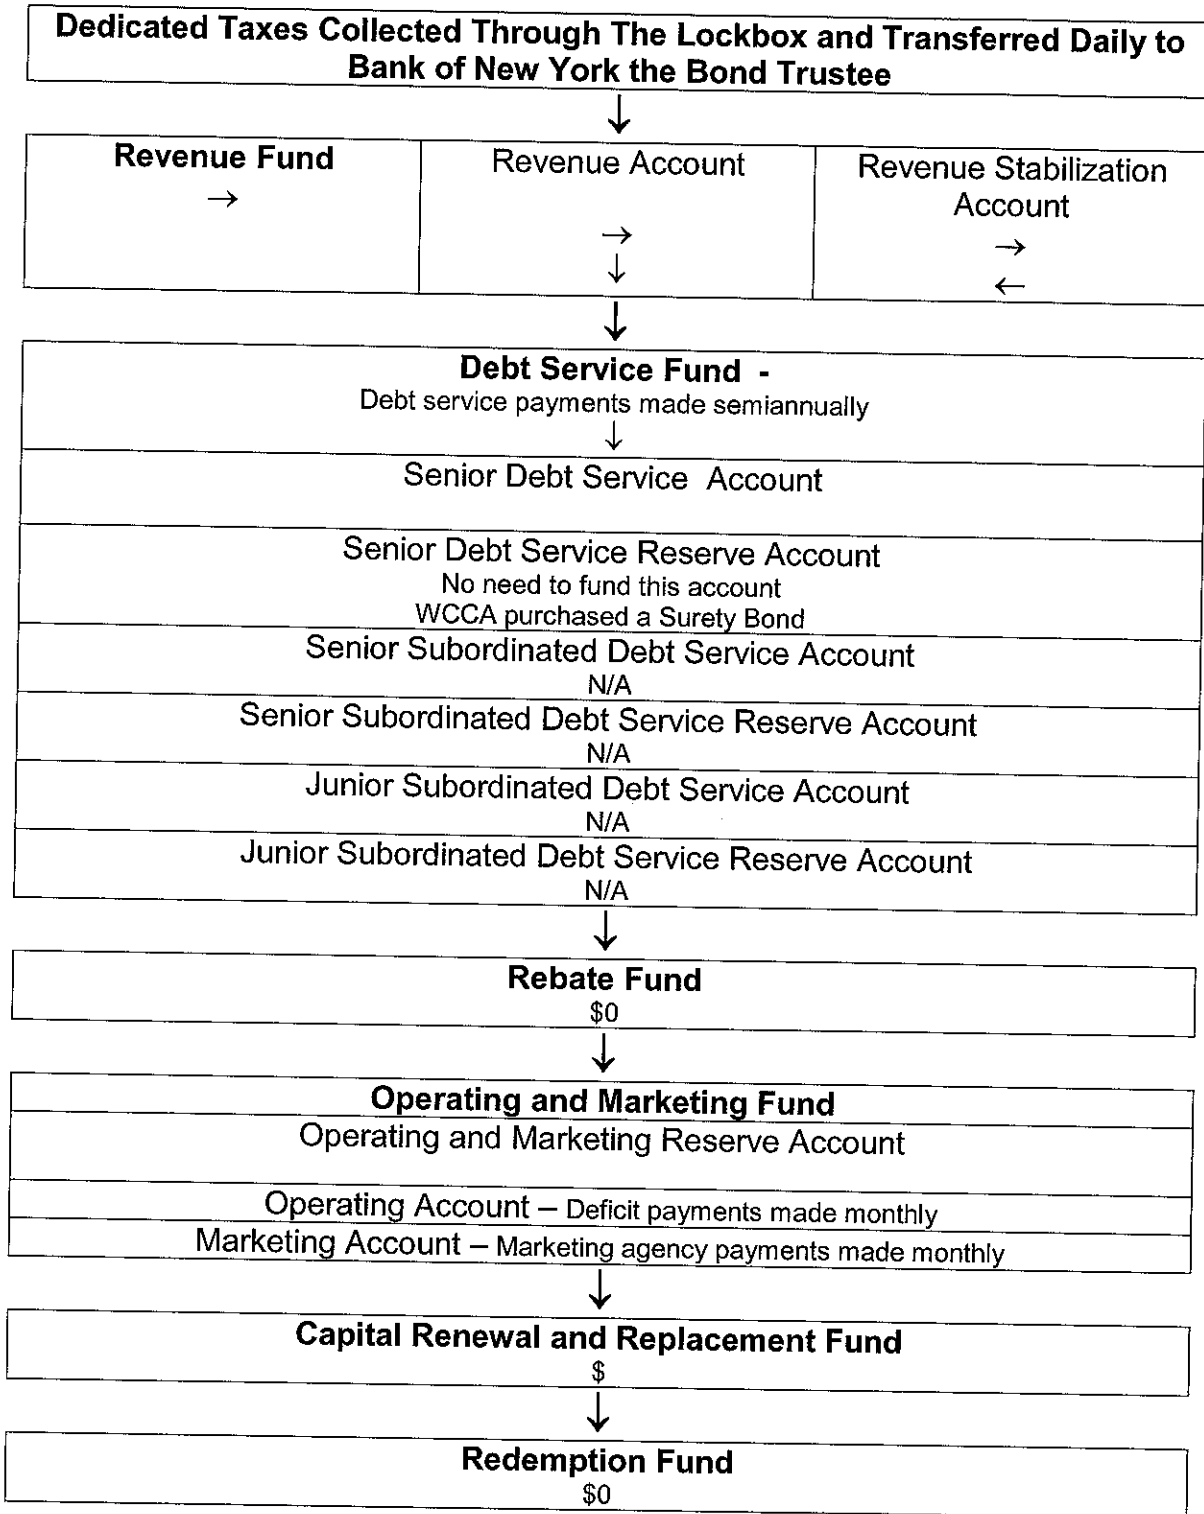 Dedicated Taxes Collected Through The Lockbox and Transferred Daily to
Bank of New York the Bond Trustee
↓
Revenue Fund
→
Revenue Account
→
↓
Revenue Stabilization
Account
→
←
↓
Debt Service Fund -
Debt service payments made semiannually
↓
Senior Debt Service Account
Senior Debt Service Reserve Account
No need to fund this account
WCCA purchased a Surety Bond
Senior Subordinated Debt Service Account
N/A
Senior Subordinated Debt Service Reserve Account
N/A
Junior Subordinated Debt Service Account
N/A
Junior Subordinated Debt Service Reserve Account
N/A
↓
Rebate Fund
$0
↓
Operating and Marketing Fund
Operating and Marketing Reserve Account
Operating Account – Deficit payments made monthly
Marketing Account – Marketing agency payments made monthly
↓
Capital Renewal and Replacement Fund
$
↓
Redemption Fund
$0